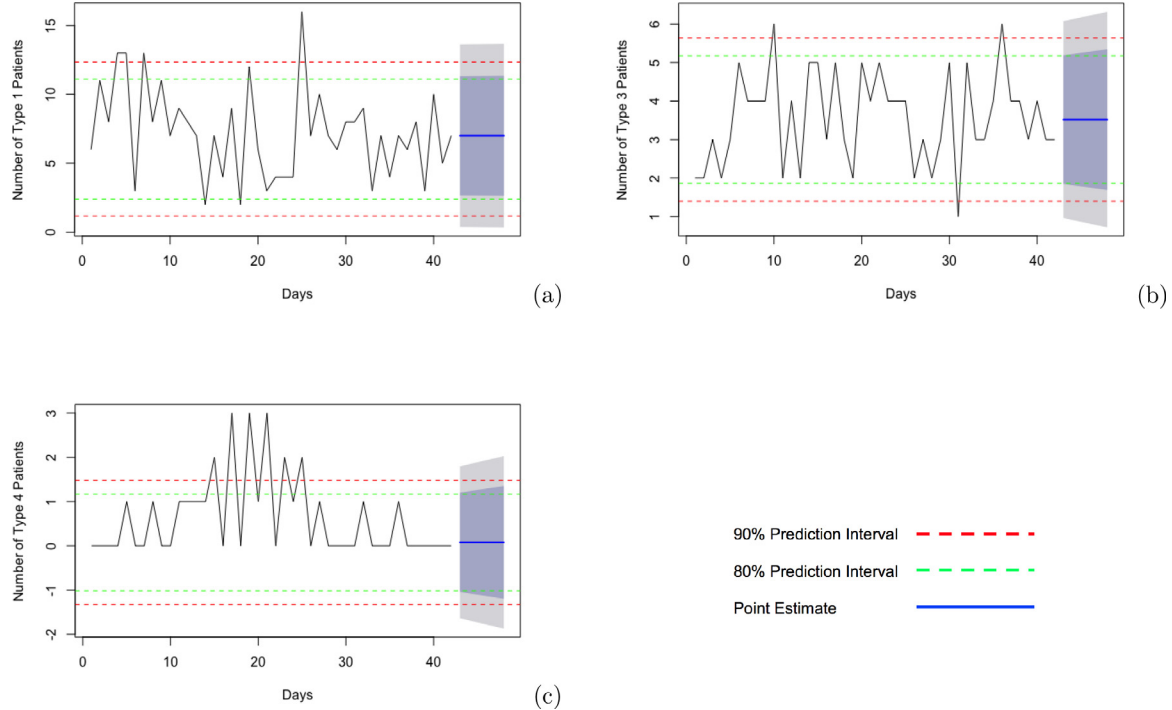 15
10
5
0
Number of Type 1 Patients
0 10 20 30 40
Days
(a)
6
5
4
3
2
1
Number of Type 3 Patients
0 10 20 30 40
Days
(b)
3
2
1
0
-1
-2
Number of Type 4 Patients
0 10 20 30 40
Days
(c)
90% Prediction Interval
80% Prediction Interval
Point Estimate